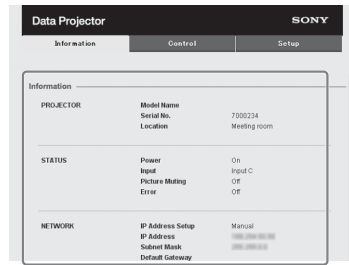 Data Projector SONY
Information Control Setup
Information
PROJECTOR Model Name
Serial No. 7000234
Location Meeting room
STATUS Power On
Input Input C
Picture Muting Off
Error Off
NETWORK IP Address Setup Manual
IP Address
Subnet Mask
Default Gateway